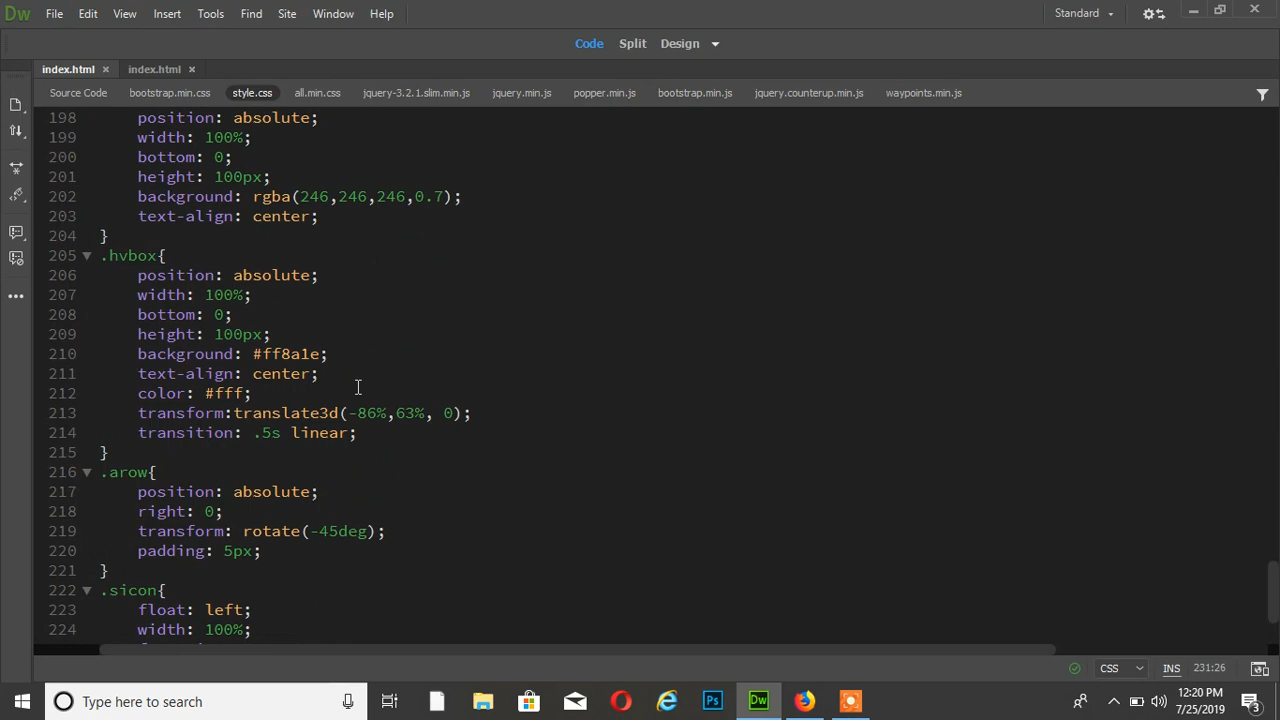 Dw File Edit View Insert Tools Find Site Window Help Standard
Code Split Design
index.html index.html
Source Code bootstrap.min.css style.css all.min.css jquery-3.2.1.slim.min.js jquery.min.js popper.min.js bootstrap.min.js jquery.counterup.min.js waypoints.min.js
198 position: absolute;
199 width: 100%;
200 bottom: 0;
201 height: 100px;
202 background: rgba(246,246,246,0.7);
203 text-align: center;
204 }
205 .hvbox{
206 position: absolute;
207 width: 100%;
208 bottom: 0;
209 height: 100px;
210 background: #ff8a1e;
211 text-align: center;
212 color: #fff;
213 transform:translate3d(-86%,63%, 0);
214 transition: .5s linear;
215 }
216 .arow{
217 position: absolute;
218 right: 0;
219 transform: rotate(-45deg);
220 padding: 5px;
221 }
222 .sicon{
223 float: left;
224 width: 100%;
CSS INS 231:26
Type here to search Ps Dw 12:20 PM
7/25/2019 3